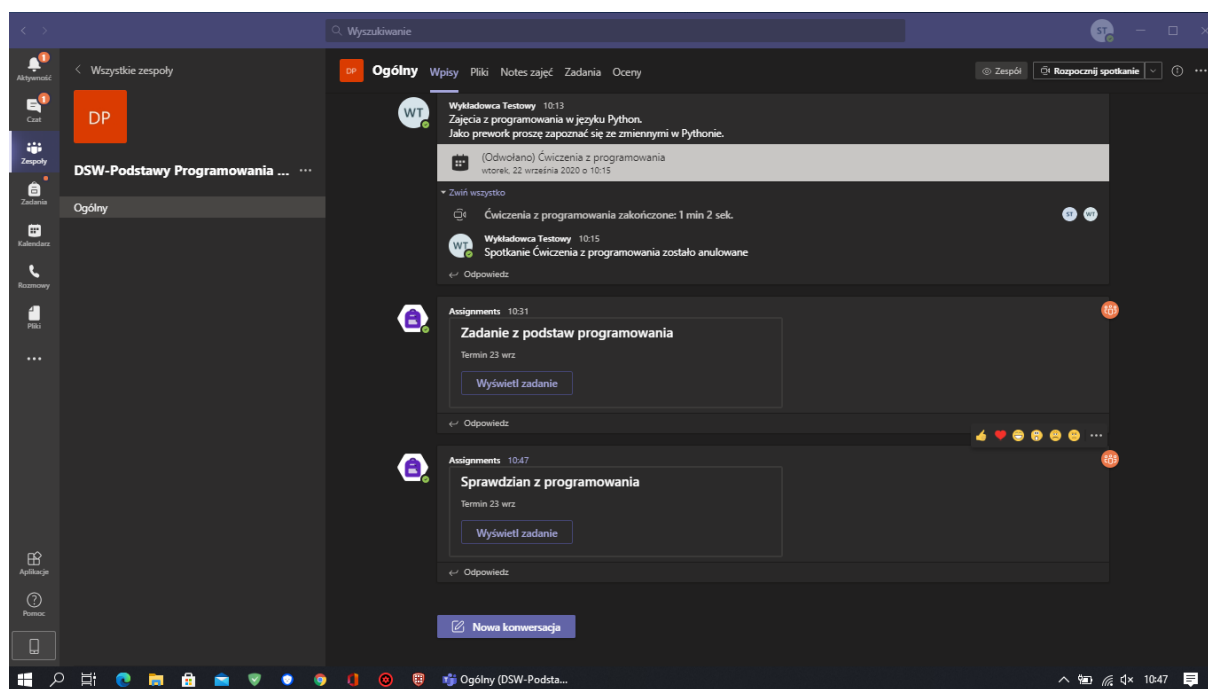 Wyszukiwanie
ST
1
Aktywność
1
Czat
Zespoły
Zadania
Kalendarz
Rozmowy
Pliki
Aplikacje
Pomoc
Wszystkie zespoły
DP
DSW-Podstawy Programowania ...
Ogólny
DP Ogólny Wpisy Pliki Notes zajęć Zadania Oceny
Zespół Rozpocznij spotkanie
WT
Wykładowca Testowy 10:13
Zajęcia z programowania w języku Python.
Jako prework proszę zapoznać się ze zmiennymi w Pythonie.
(Odwołano) Ćwiczenia z programowania
wtorek, 22 września 2020 o 10:15
Zwiń wszystko
Ćwiczenia z programowania zakończone: 1 min 2 sek. ST WT
WT
Wykładowca Testowy 10:15
Spotkanie Ćwiczenia z programowania zostało anulowane
Odpowiedz
Assignments 10:31
Zadanie z podstaw programowania
Termin 23 wrz
Wyświetl zadanie
Odpowiedz
Assignments 10:47
Sprawdzian z programowania
Termin 23 wrz
Wyświetl zadanie
Odpowiedz
Nowa konwersacja
Ogólny (DSW-Podsta...
10:47